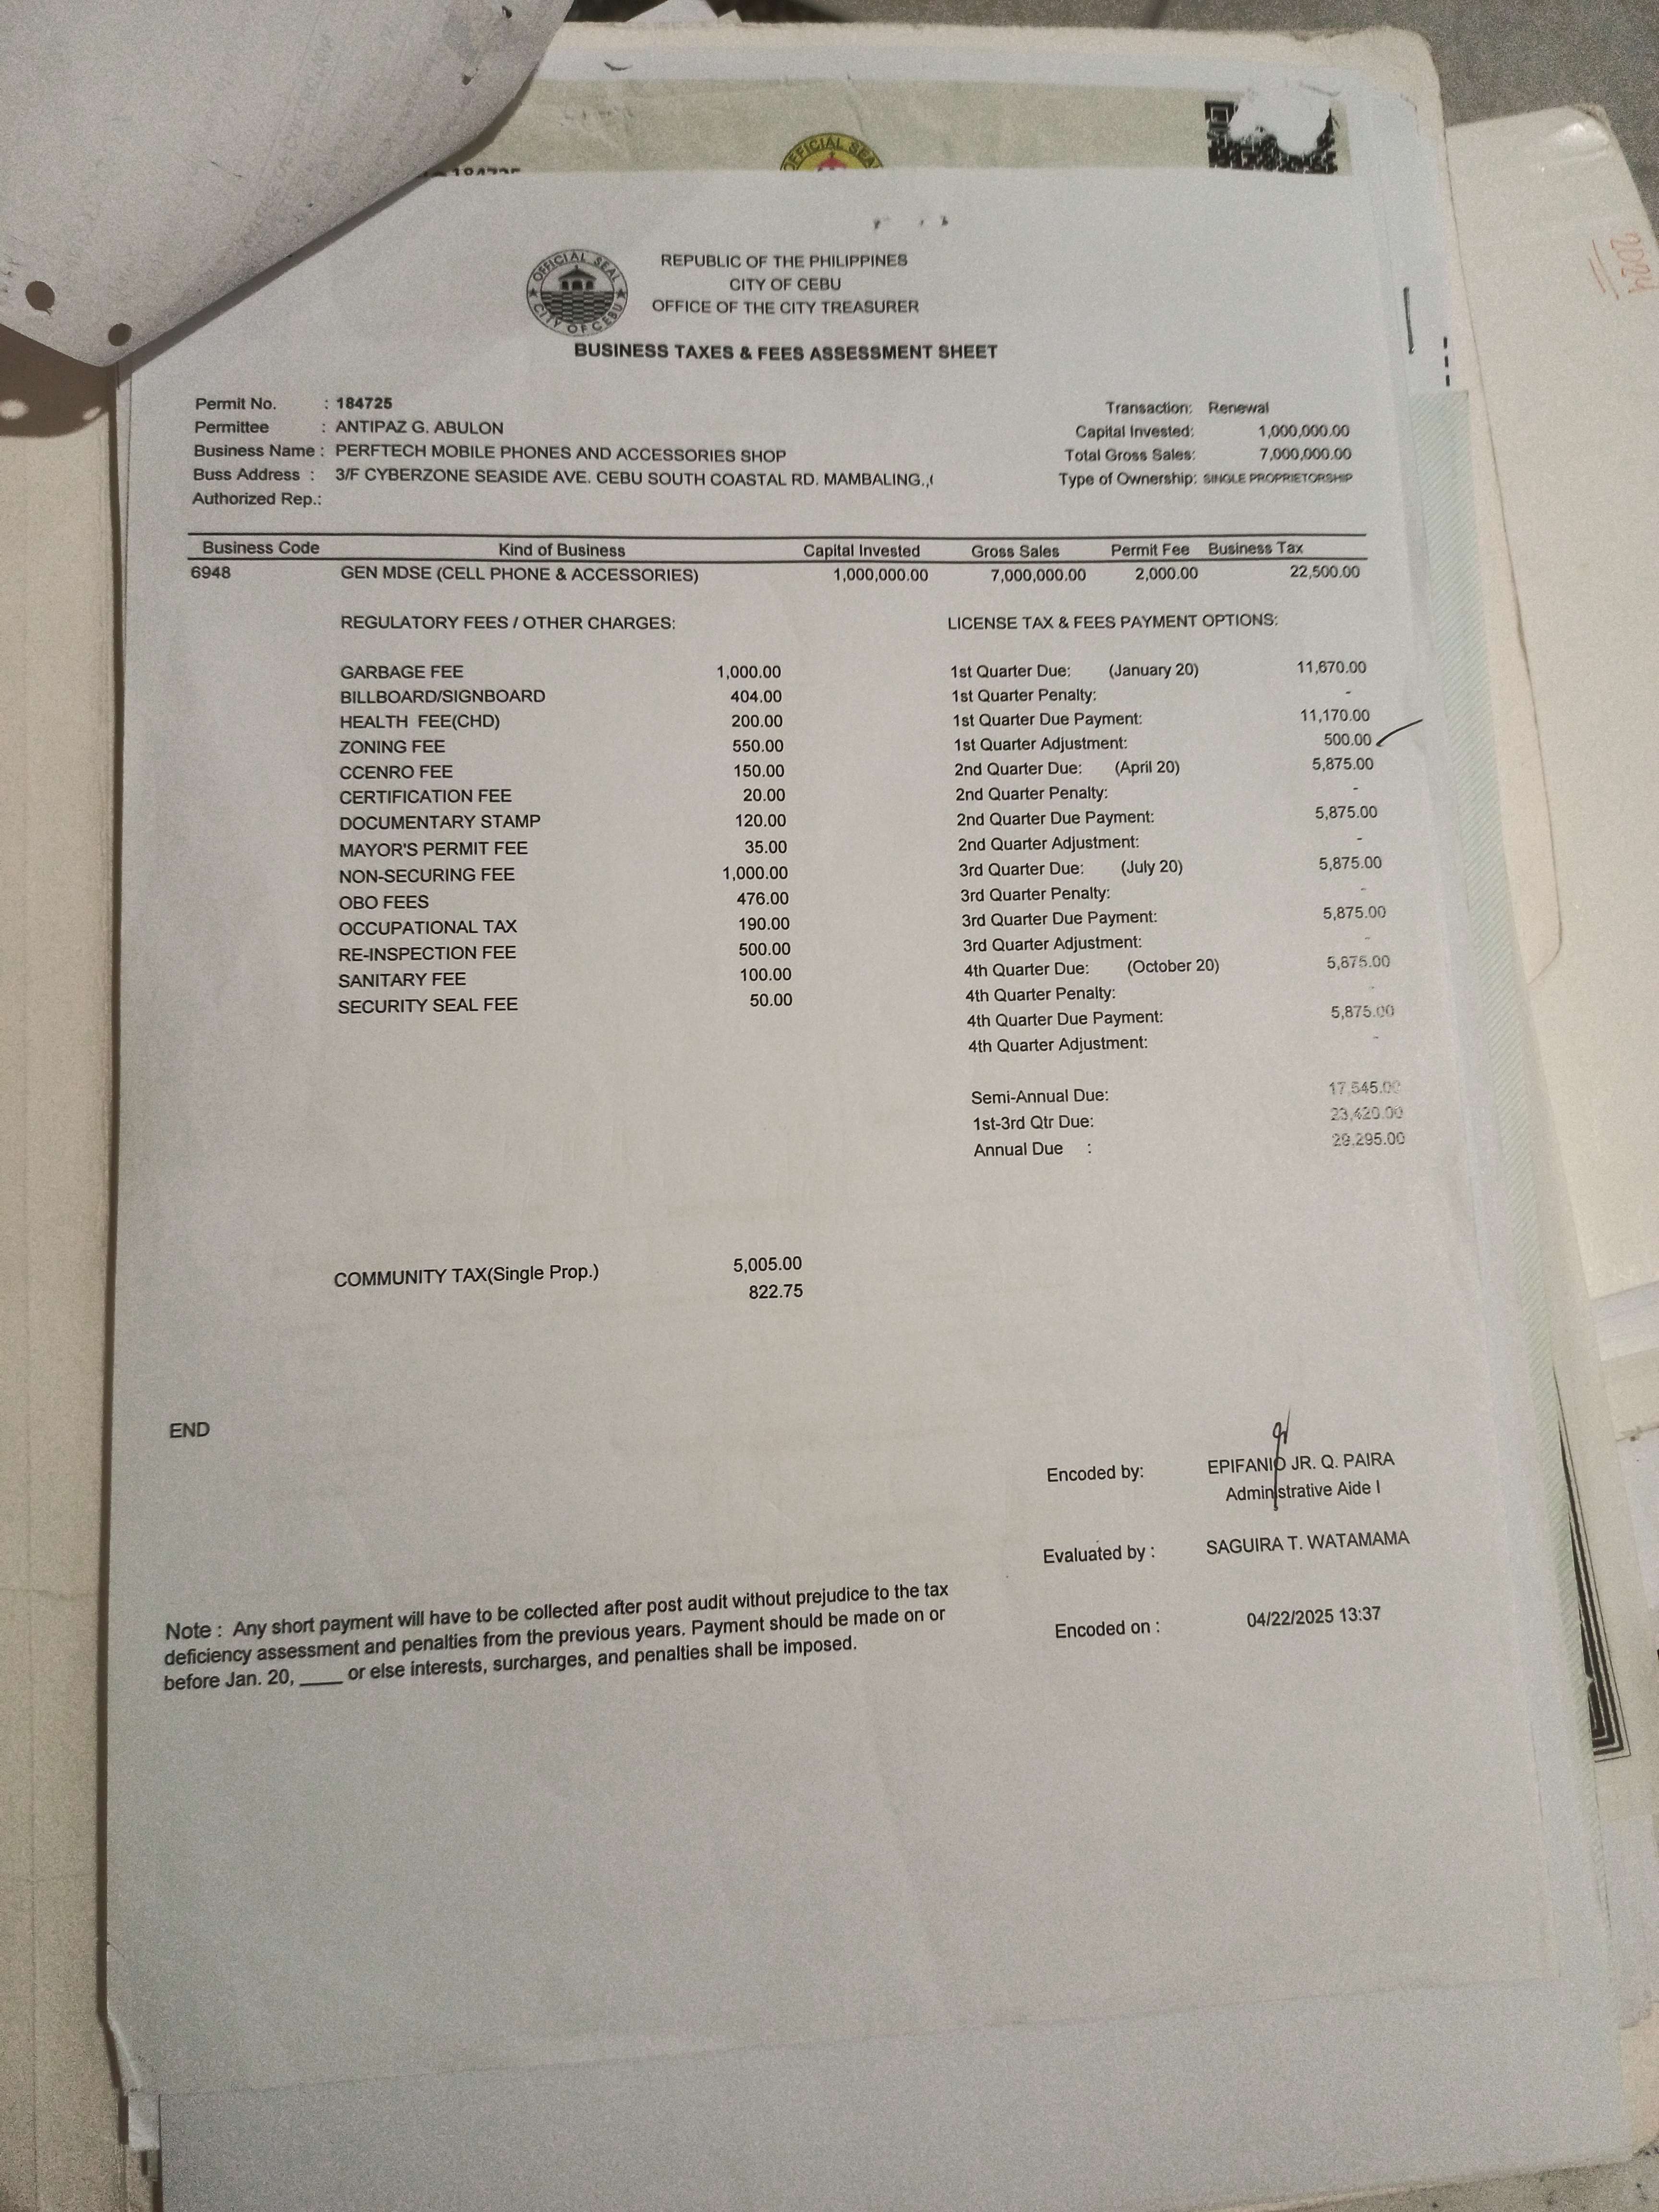 OFFICIAL SEA
OFFICIAL SEAL
CITY OF CEBU
REPUBLIC OF THE PHILIPPINES
CITY OF CEBU
OFFICE OF THE CITY TREASURER
BUSINESS TAXES & FEES ASSESSMENT SHEET
Permit No. : 184725
Permittee : ANTIPAZ G. ABULON
Business Name : PERFTECH MOBILE PHONES AND ACCESSORIES SHOP
Buss Address : 3/F CYBERZONE SEASIDE AVE. CEBU SOUTH COASTAL RD. MAMBALING.,(
Authorized Rep.:
Transaction: Renewal
Capital Invested: 1,000,000.00
Total Gross Sales: 7,000,000.00
Type of Ownership: SINGLE PROPRIETORSHIP
Business Code Kind of Business Capital Invested Gross Sales Permit Fee Business Tax
6948 GEN MDSE (CELL PHONE & ACCESSORIES) 1,000,000.00 7,000,000.00 2,000.00 22,500.00
REGULATORY FEES / OTHER CHARGES:
GARBAGE FEE 1,000.00
BILLBOARD/SIGNBOARD 404.00
HEALTH FEE(CHD) 200.00
ZONING FEE 550.00
CCENRO FEE 150.00
CERTIFICATION FEE 20.00
DOCUMENTARY STAMP 120.00
MAYOR'S PERMIT FEE 35.00
NON-SECURING FEE 1,000.00
OBO FEES 476.00
OCCUPATIONAL TAX 190.00
RE-INSPECTION FEE 500.00
SANITARY FEE 100.00
SECURITY SEAL FEE 50.00
LICENSE TAX & FEES PAYMENT OPTIONS:
1st Quarter Due: (January 20) 11,670.00
1st Quarter Penalty: -
1st Quarter Due Payment: 11,170.00
1st Quarter Adjustment: 500.00
2nd Quarter Due: (April 20) 5,875.00
2nd Quarter Penalty: -
2nd Quarter Due Payment: 5,875.00
2nd Quarter Adjustment: -
3rd Quarter Due: (July 20) 5,875.00
3rd Quarter Penalty: -
3rd Quarter Due Payment: 5,875.00
3rd Quarter Adjustment: -
4th Quarter Due: (October 20) 5,875.00
4th Quarter Penalty: -
4th Quarter Due Payment: 5,875.00
4th Quarter Adjustment: -
Semi-Annual Due: 17,545.00
1st-3rd Qtr Due: 23,420.00
Annual Due : 29,295.00
5,005.00
COMMUNITY TAX(Single Prop.) 822.75
END
Encoded by: EPIFANIO JR. Q. PAIRA
Administrative Aide I
Evaluated by : SAGUIRA T. WATAMAMA
Encoded on : 04/22/2025 13:37
Note : Any short payment will have to be collected after post audit without prejudice to the tax
deficiency assessment and penalties from the previous years. Payment should be made on or
before Jan. 20, ____ or else interests, surcharges, and penalties shall be imposed.
2024